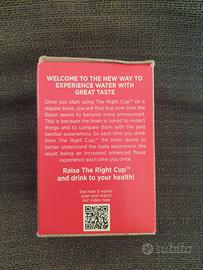 WELCOME TO THE NEW WAY TO
EXPERIENCE WATER WITH
GREAT TASTE
Once you start using The Right Cup™ on a
regular basis, you will find that over time the
flavor seems to become more pronounced.
This is because the brain is tuned to expect
things and to compare them with the past
familiar experiences. So each time you drink
from The Right Cup™ the brain learns to
better understand the taste experience, the
result being an increased enhanced flavor
experience each time you drink.
Raise The Right Cup™
and drink to your health!
See how it works,
scan and watch
our video now
subito